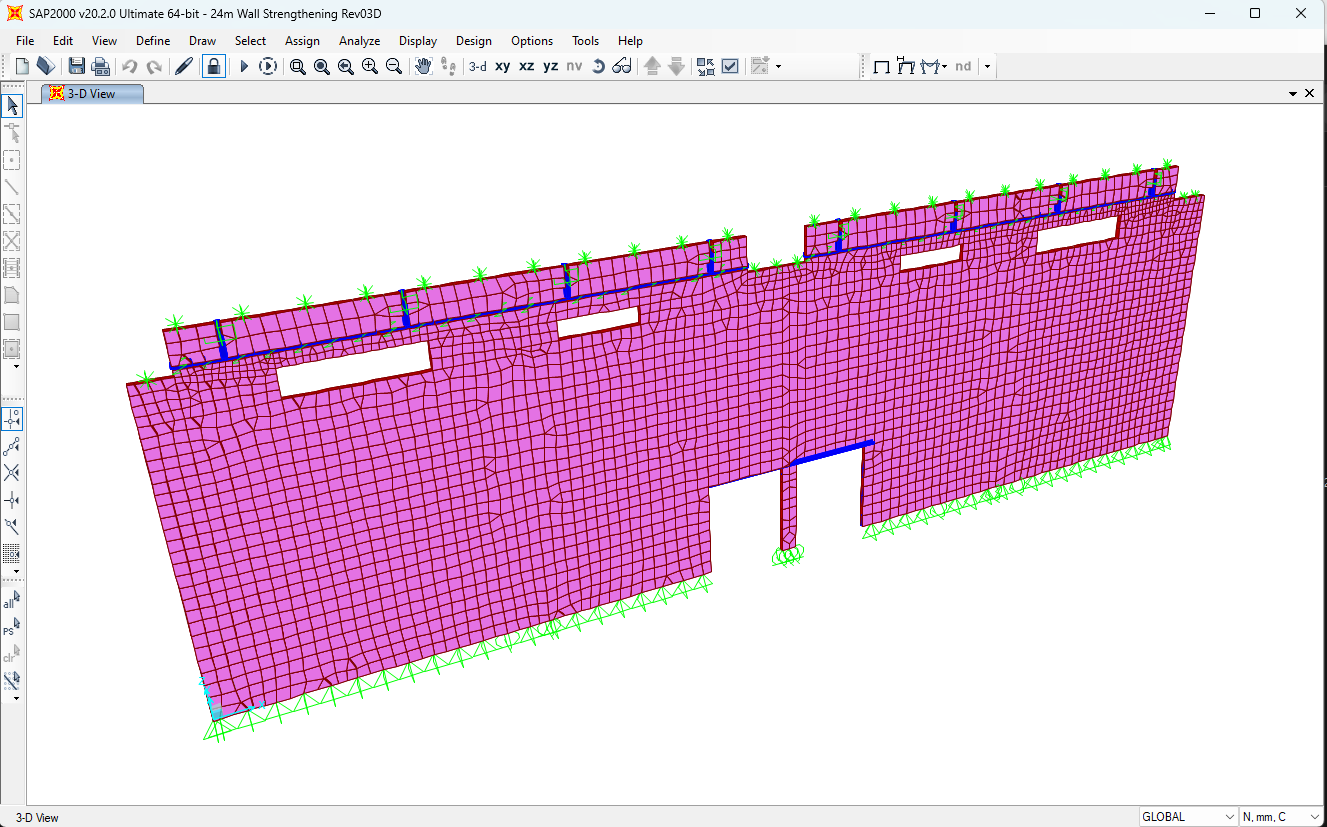 SAP2000 v20.2.0 Ultimate 64-bit - 24m Wall Strengthening Rev03D
File Edit View Define Draw Select Assign Analyze Display Design Options Tools Help
3-d xy xz yz nv nd
3-D View
all
PS
clr
3-D View GLOBAL N, mm, C